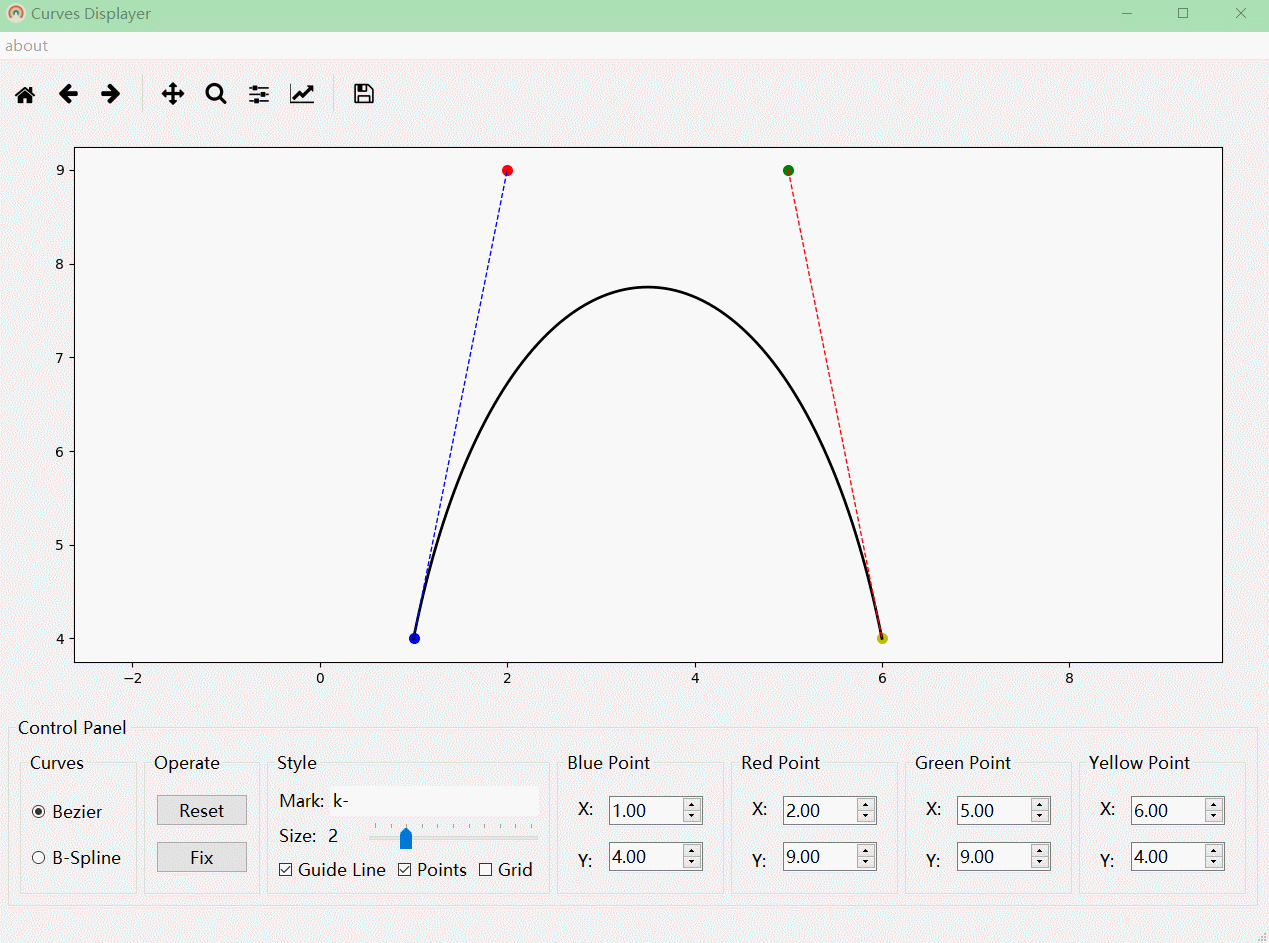 Curves Displayer
about
9
8
7
6
5
4
−2 0 2 4 6 8
Control Panel
Curves Operate Style Blue Point Red Point Green Point Yellow Point
Bezier Reset Mark: k- X: 1.00 X: 2.00 X: 5.00 X: 6.00
Size: 2
B-Spline Fix Y: 4.00 Y: 9.00 Y: 9.00 Y: 4.00
Guide Line Points Grid